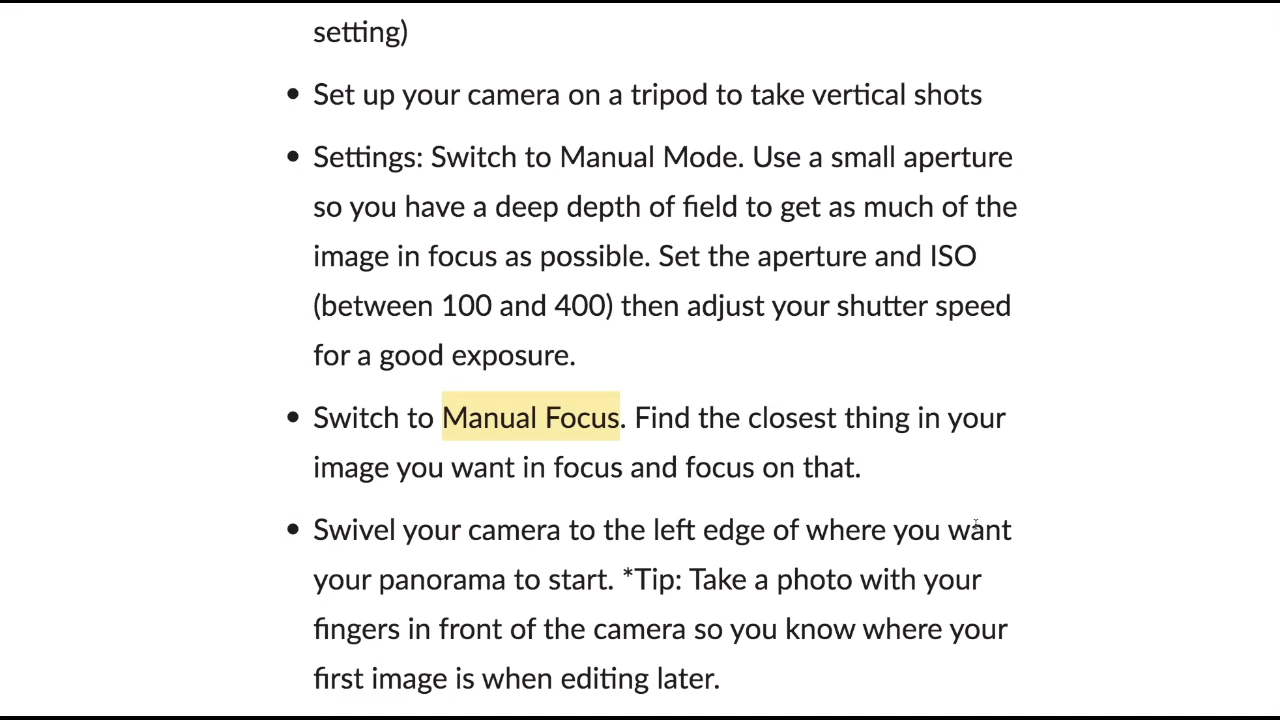 setting)
• Set up your camera on a tripod to take vertical shots
• Settings: Switch to Manual Mode. Use a small aperture
so you have a deep depth of field to get as much of the
image in focus as possible. Set the aperture and ISO
(between 100 and 400) then adjust your shutter speed
for a good exposure.
• Switch to Manual Focus. Find the closest thing in your
image you want in focus and focus on that.
• Swivel your camera to the left edge of where you want
your panorama to start. *Tip: Take a photo with your
fingers in front of the camera so you know where your
first image is when editing later.